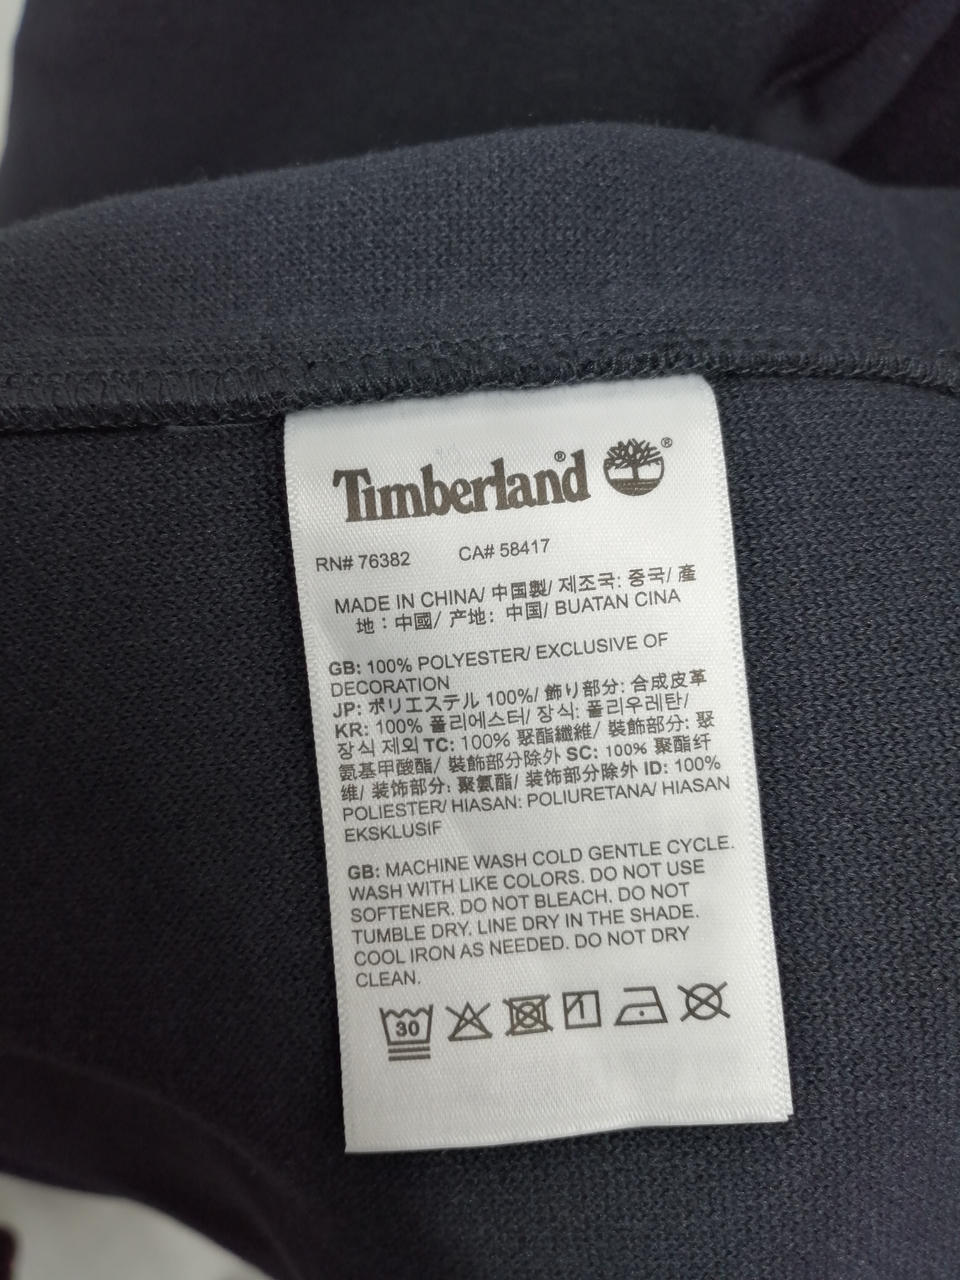 Timberland® ®
RN# 76382 CA# 58417
MADE IN CHINA/ 中国製/ 제조국: 중국/ 產
地：中國/ 产地：中国/ BUATAN CINA
GB: 100% POLYESTER/ EXCLUSIVE OF
DECORATION
JP: ポリエステル 100%/ 飾り部分: 合成皮革
KR: 100% 폴리에스터/ 장식: 폴리우레탄/
장식 제외 TC: 100% 聚酯纖維/ 裝飾部分: 聚
氨基甲酸酯/ 裝飾部分除外 SC: 100% 聚酯纤
维/ 装饰部分: 聚氨酯/ 装饰部分除外 ID: 100%
POLIESTER/ HIASAN: POLIURETANA/ HIASAN
EKSKLUSIF
GB: MACHINE WASH COLD GENTLE CYCLE.
WASH WITH LIKE COLORS. DO NOT USE
SOFTENER. DO NOT BLEACH. DO NOT
TUMBLE DRY. LINE DRY IN THE SHADE.
COOL IRON AS NEEDED. DO NOT DRY
CLEAN.
30